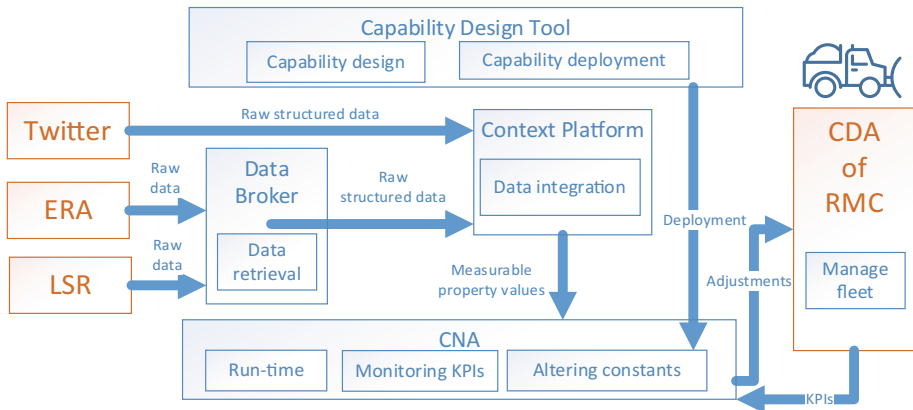 Capability Design Tool
Capability design
Capability deployment
Twitter
Raw structured data
Context Platform
Data integration
CDA
of
RMC
Manage
fleet
ERA
Raw
data
Data
Broker
Data
retrieval
Raw
structured data
LSR
Raw
data
Deployment
Measurable
property values
Adjustments
CNA
Run-time
Monitoring KPIs
Altering constants
KPIs